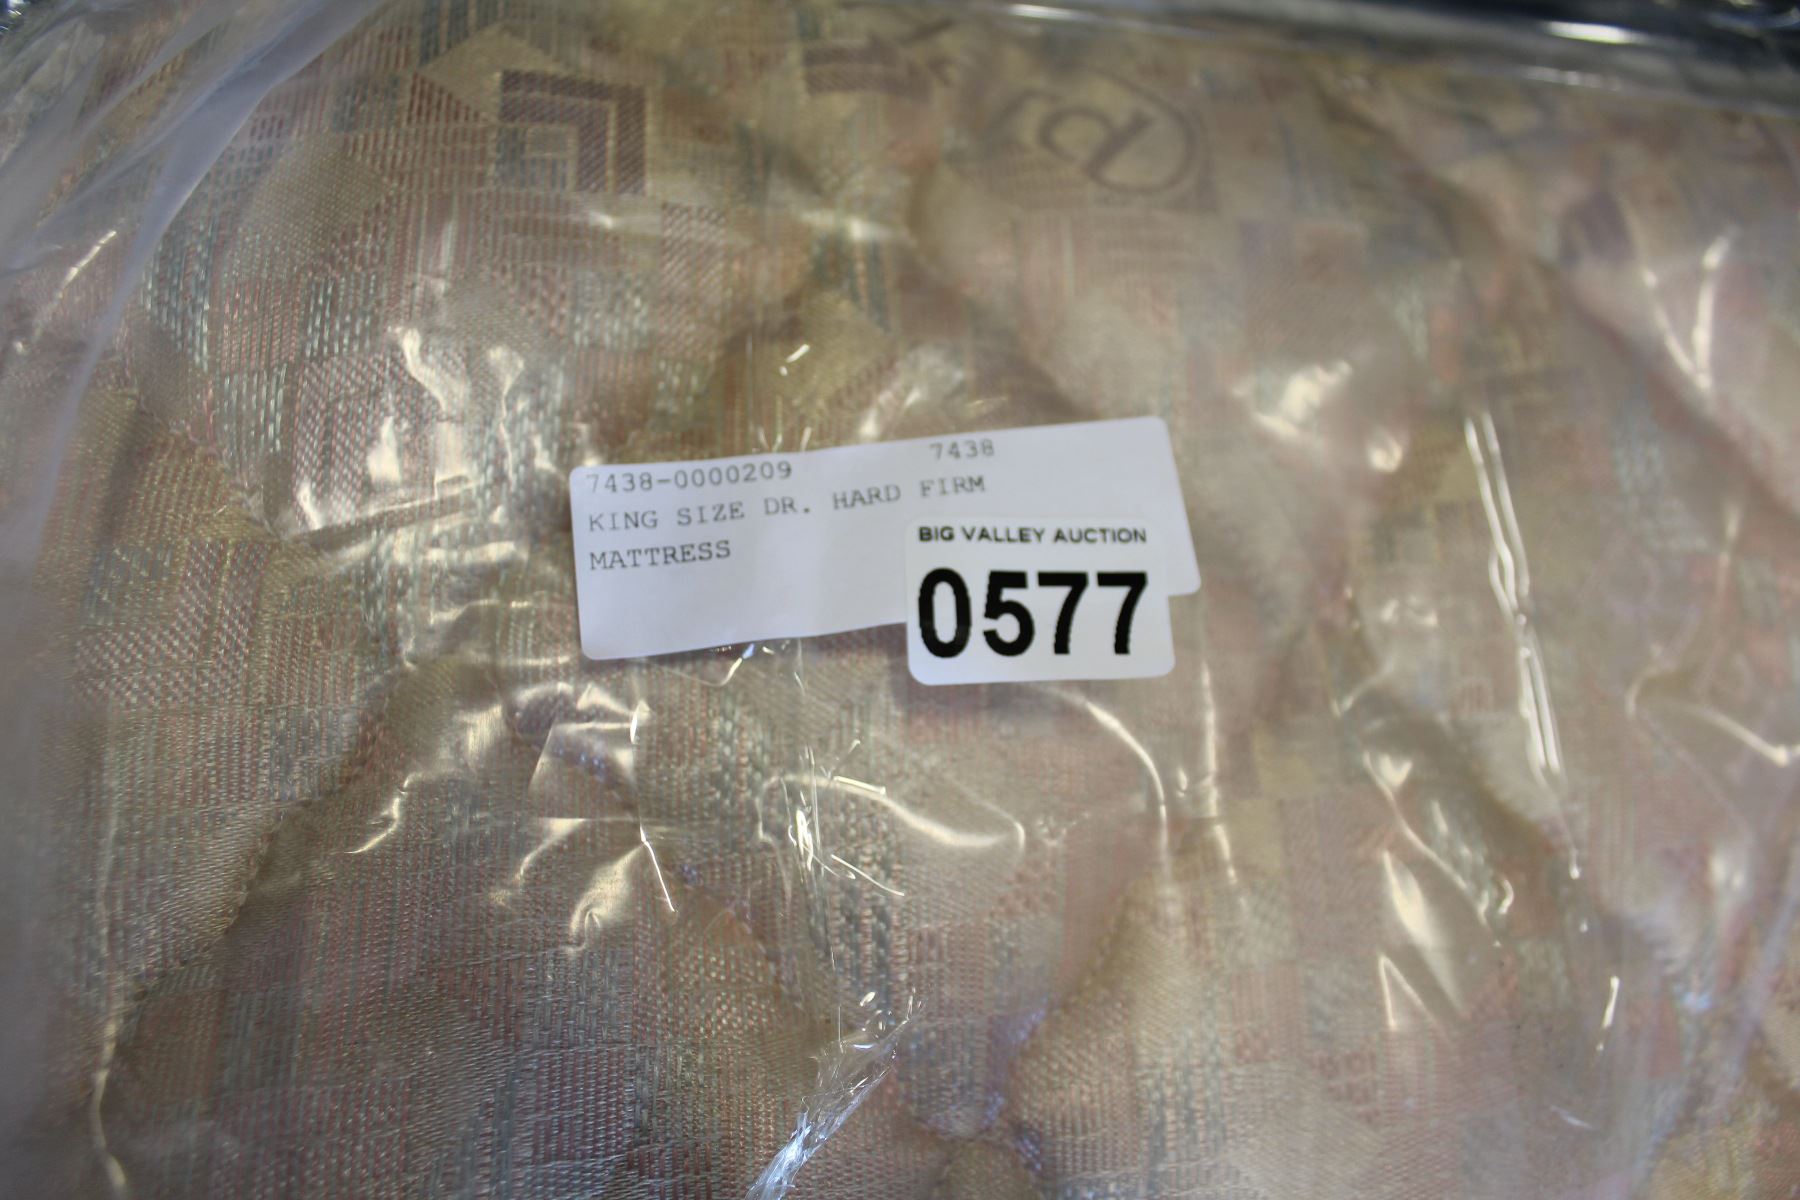 7438-0000209 7438
KING SIZE DR. HARD FIRM
MATTRESS
BIG VALLEY AUCTION
0577